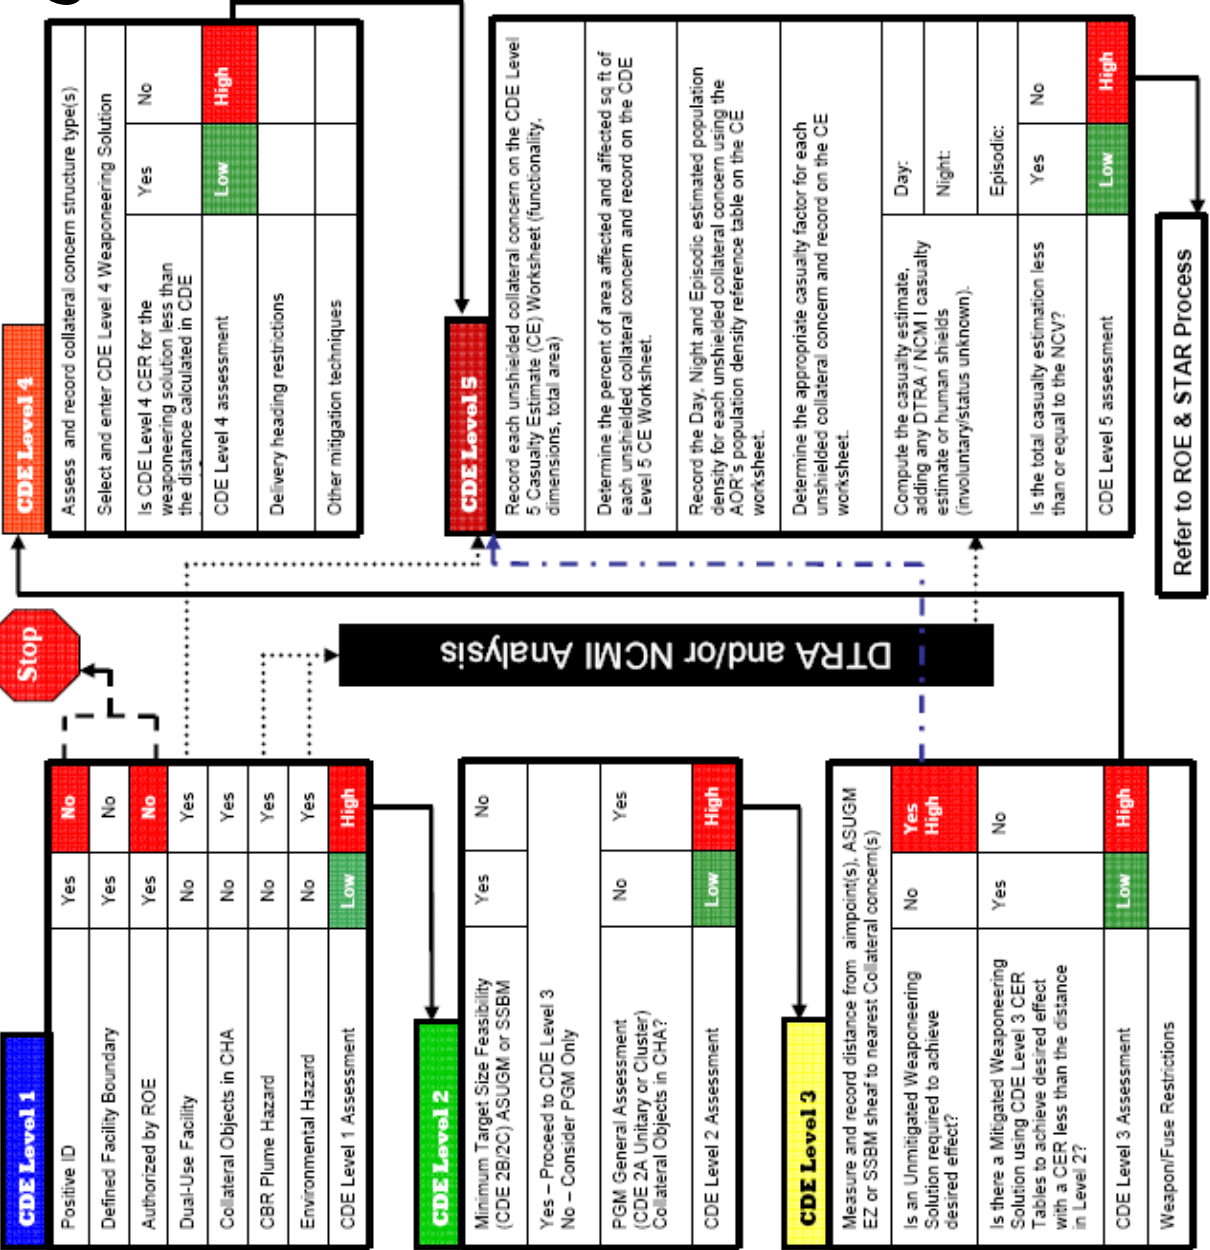 CDE Level 1
Positive ID Yes No
Defined Facility Boundary Yes No
Authorized by ROE Yes No
Dual-Use Facility No Yes
Collateral Objects in CHA No Yes
CBR Plume Hazard No Yes
Environmental Hazard No Yes
CDE Level 1 Assessment Low High
Stop
CDE Level 2
Minimum Target Size Feasibility Yes No
(CDE 2B/2C) ASUGM or SSBM
Yes – Proceed to CDE Level 3
No – Consider PGM Only
PGM General Assessment No Yes
(CDE 2A Unitary or Cluster)
Collateral Objects in CHA?
CDE Level 2 Assessment Low High
CDE Level 3
Measure and record distance from aimpoint(s), ASUGM
EZ or SSBM sheaf to nearest Collateral concern(s)
Is an Unmitigated Weaponeering No Yes
Solution required to achieve High
desired effect?
Is there a Mitigated Weaponeering Yes No
Solution using CDE Level 3 CER
Tables to achieve desired effect
with a CER less than the distance
in Level 2?
CDE Level 3 Assessment Low High
Weapon/Fuse Restrictions
DTRA and/or NCMI Analysis
CDE Level 4
Assess and record collateral concern structure type(s)
Select and enter CDE Level 4 Weaponeering Solution
Is CDE Level 4 CER for the Yes No
weaponeering solution less than
the distance calculated in CDE
CDE Level 4 assessment Low High
Delivery heading restrictions
Other mitigation techniques
CDE Level 5
Record each unshielded collateral concern on the CDE Level
5 Casualty Estimate (CE) Worksheet (functionality,
dimensions, total area)
Determine the percent of area affected and affected sq ft of
each unshielded collateral concern and record on the CDE
Level 5 CE Worksheet.
Record the Day, Night and Episodic estimated population
density for each unshielded collateral concern using the
AOR's population density reference table on the CE
worksheet.
Determine the appropriate casualty factor for each
unshielded collateral concern and record on the CE
worksheet.
Compute the casualty estimate, Day:
adding any DTRA / NCM I casualty Night:
estimate or human shields
(involuntary/status unknown). Episodic:
Is the total casualty estimation less Yes No
than or equal to the NCV?
CDE Level 5 assessment Low High
Refer to ROE & STAR Process